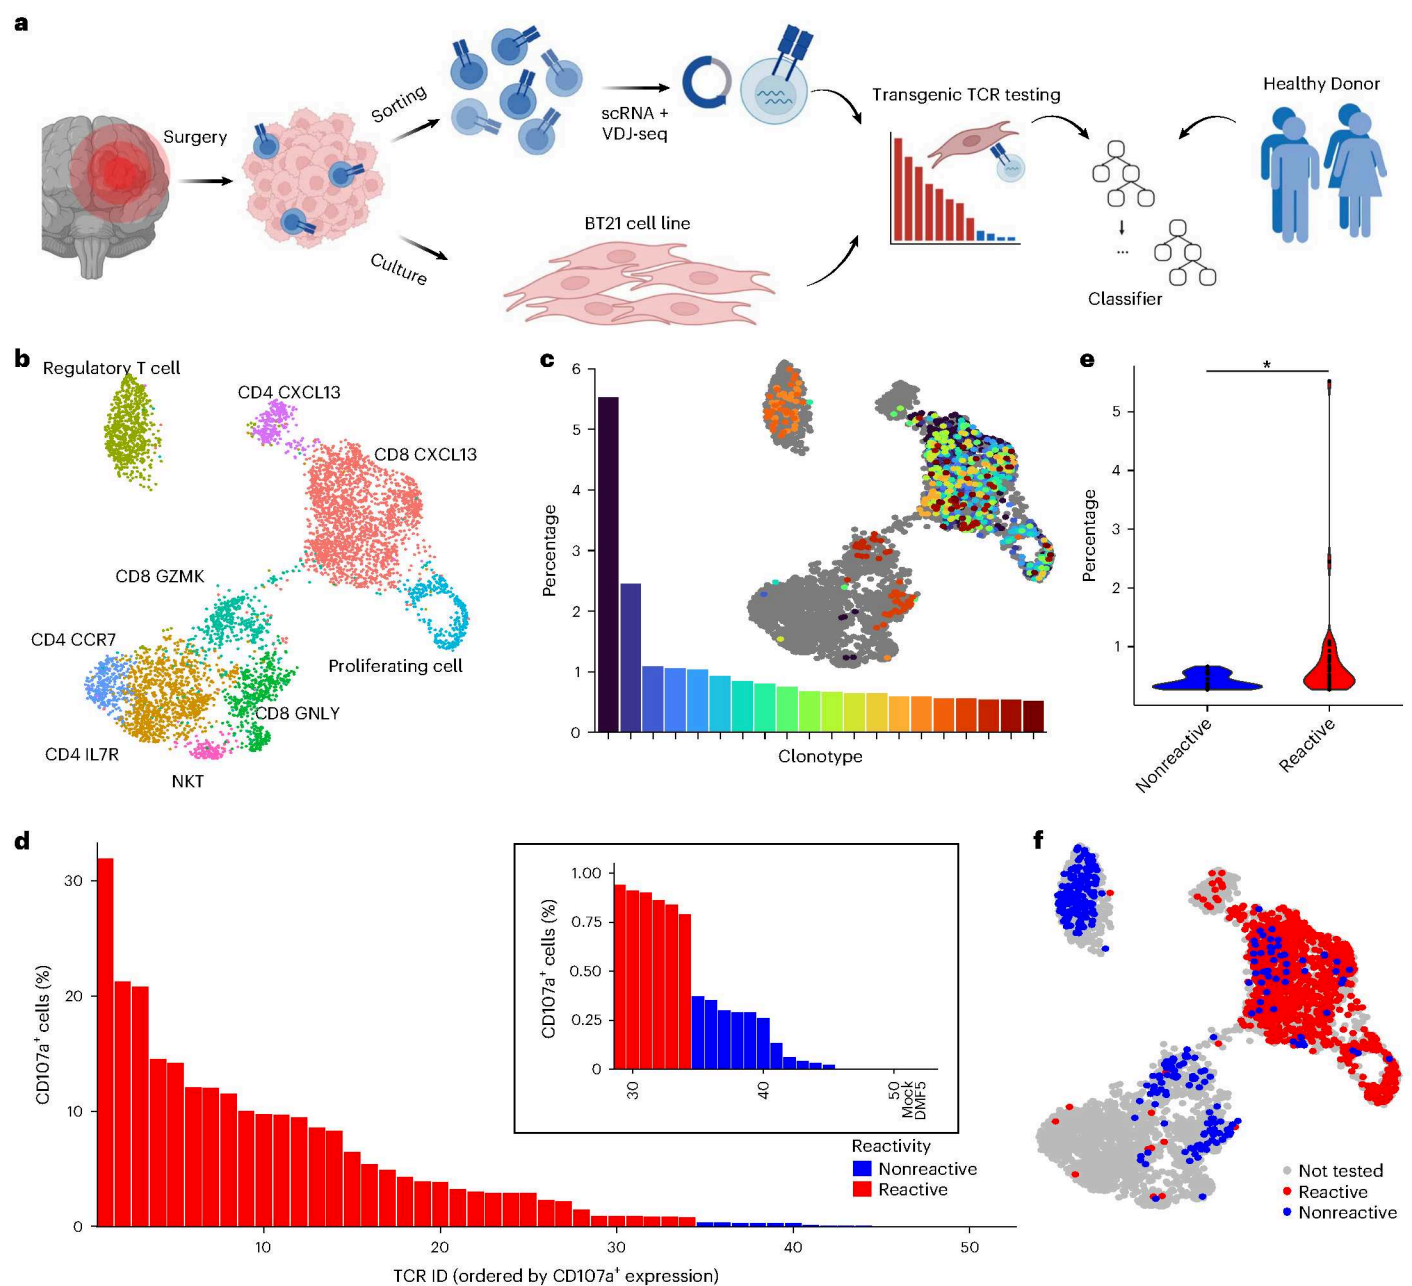 a
Surgery
Sorting
Culture
scRNA +
VDJ-seq
BT21 cell line
Transgenic TCR testing
...
Classifier
Healthy Donor
b
Regulatory T cell
CD4 CXCL13
CD8 CXCL13
CD8 GZMK
CD4 CCR7
Proliferating cell
CD8 GNLY
CD4 IL7R
NKT
c
Percentage
6
5
4
3
2
1
0
Clonotype
e
*
Percentage
5
4
3
2
1
Nonreactive
Reactive
d
CD107a+ cells (%)
30
20
10
0
10
20
30
40
50
TCR ID (ordered by CD107a+ expression)
CD107a+ cells (%)
1.00
0.75
0.50
0.25
0
30
40
50
Mock
DMF5
Reactivity
Nonreactive
Reactive
f
Not tested
Reactive
Nonreactive